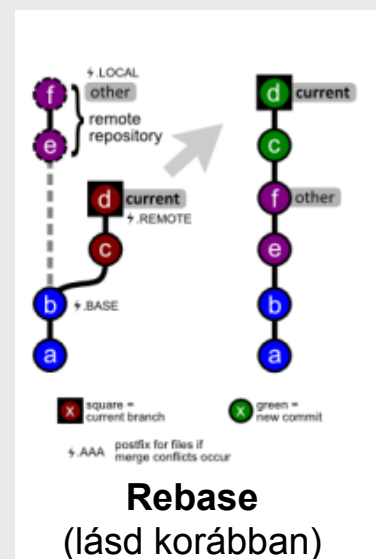 ⚡.LOCAL
f other
remote
repository
e
d current
⚡.REMOTE
c
b ⚡.BASE
a
d current
c
f other
e
b
a
x square =
current branch
x green =
new commit
⚡.AAA postfix for files if
merge conflicts occur
Rebase
(lásd korábban)